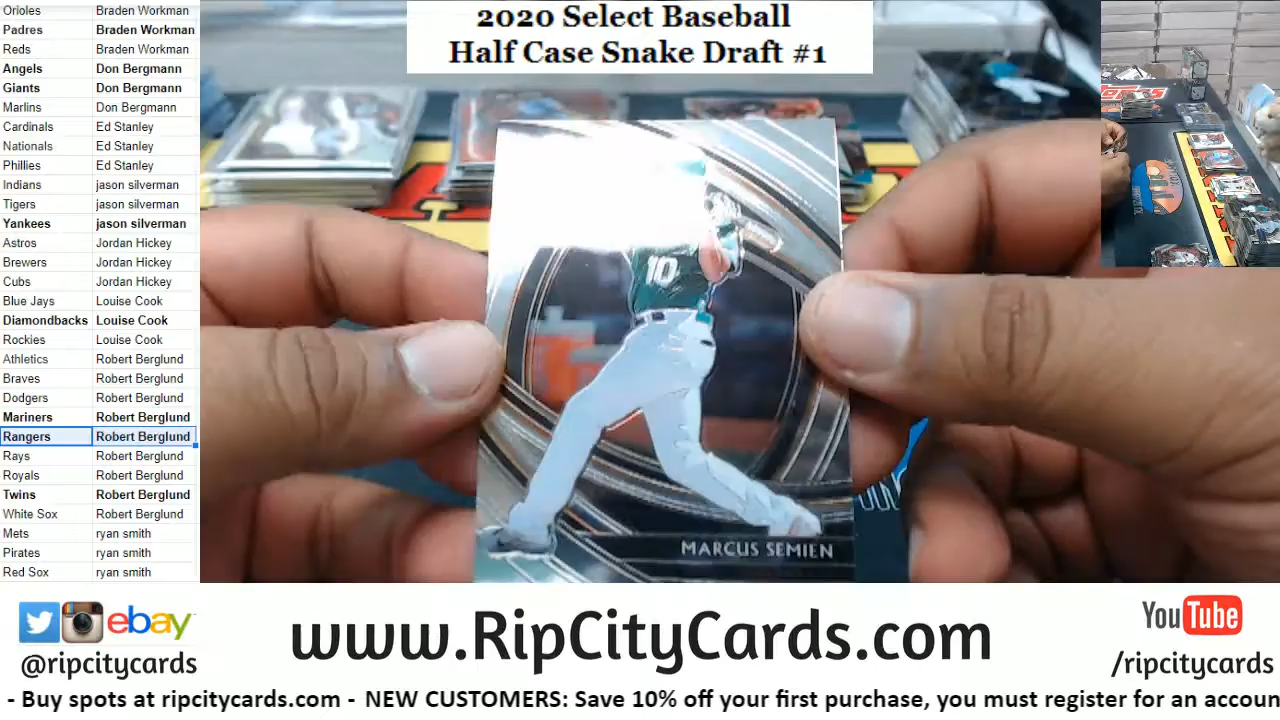 2020 Select Baseball
Half Case Snake Draft #1
Orioles Braden Workman
Padres Braden Workman
Reds Braden Workman
Angels Don Bergmann
Giants Don Bergmann
Marlins Don Bergmann
Cardinals Ed Stanley
Nationals Ed Stanley
Phillies Ed Stanley
Indians jason silverman
Tigers jason silverman
Yankees jason silverman
Astros Jordan Hickey
Brewers Jordan Hickey
Cubs Jordan Hickey
Blue Jays Louise Cook
Diamondbacks Louise Cook
Rockies Louise Cook
Athletics Robert Berglund
Braves Robert Berglund
Dodgers Robert Berglund
Mariners Robert Berglund
Rangers Robert Berglund
Rays Robert Berglund
Royals Robert Berglund
Twins Robert Berglund
White Sox Robert Berglund
Mets ryan smith
Pirates ryan smith
Red Sox ryan smith
10
MARCUS SEMIEN
ebay
@ripcitycards
www.RipCityCards.com
YouTube
/ripcitycards
- Buy spots at ripcitycards.com - NEW CUSTOMERS: Save 10% off your first purchase, you must register for an accoun